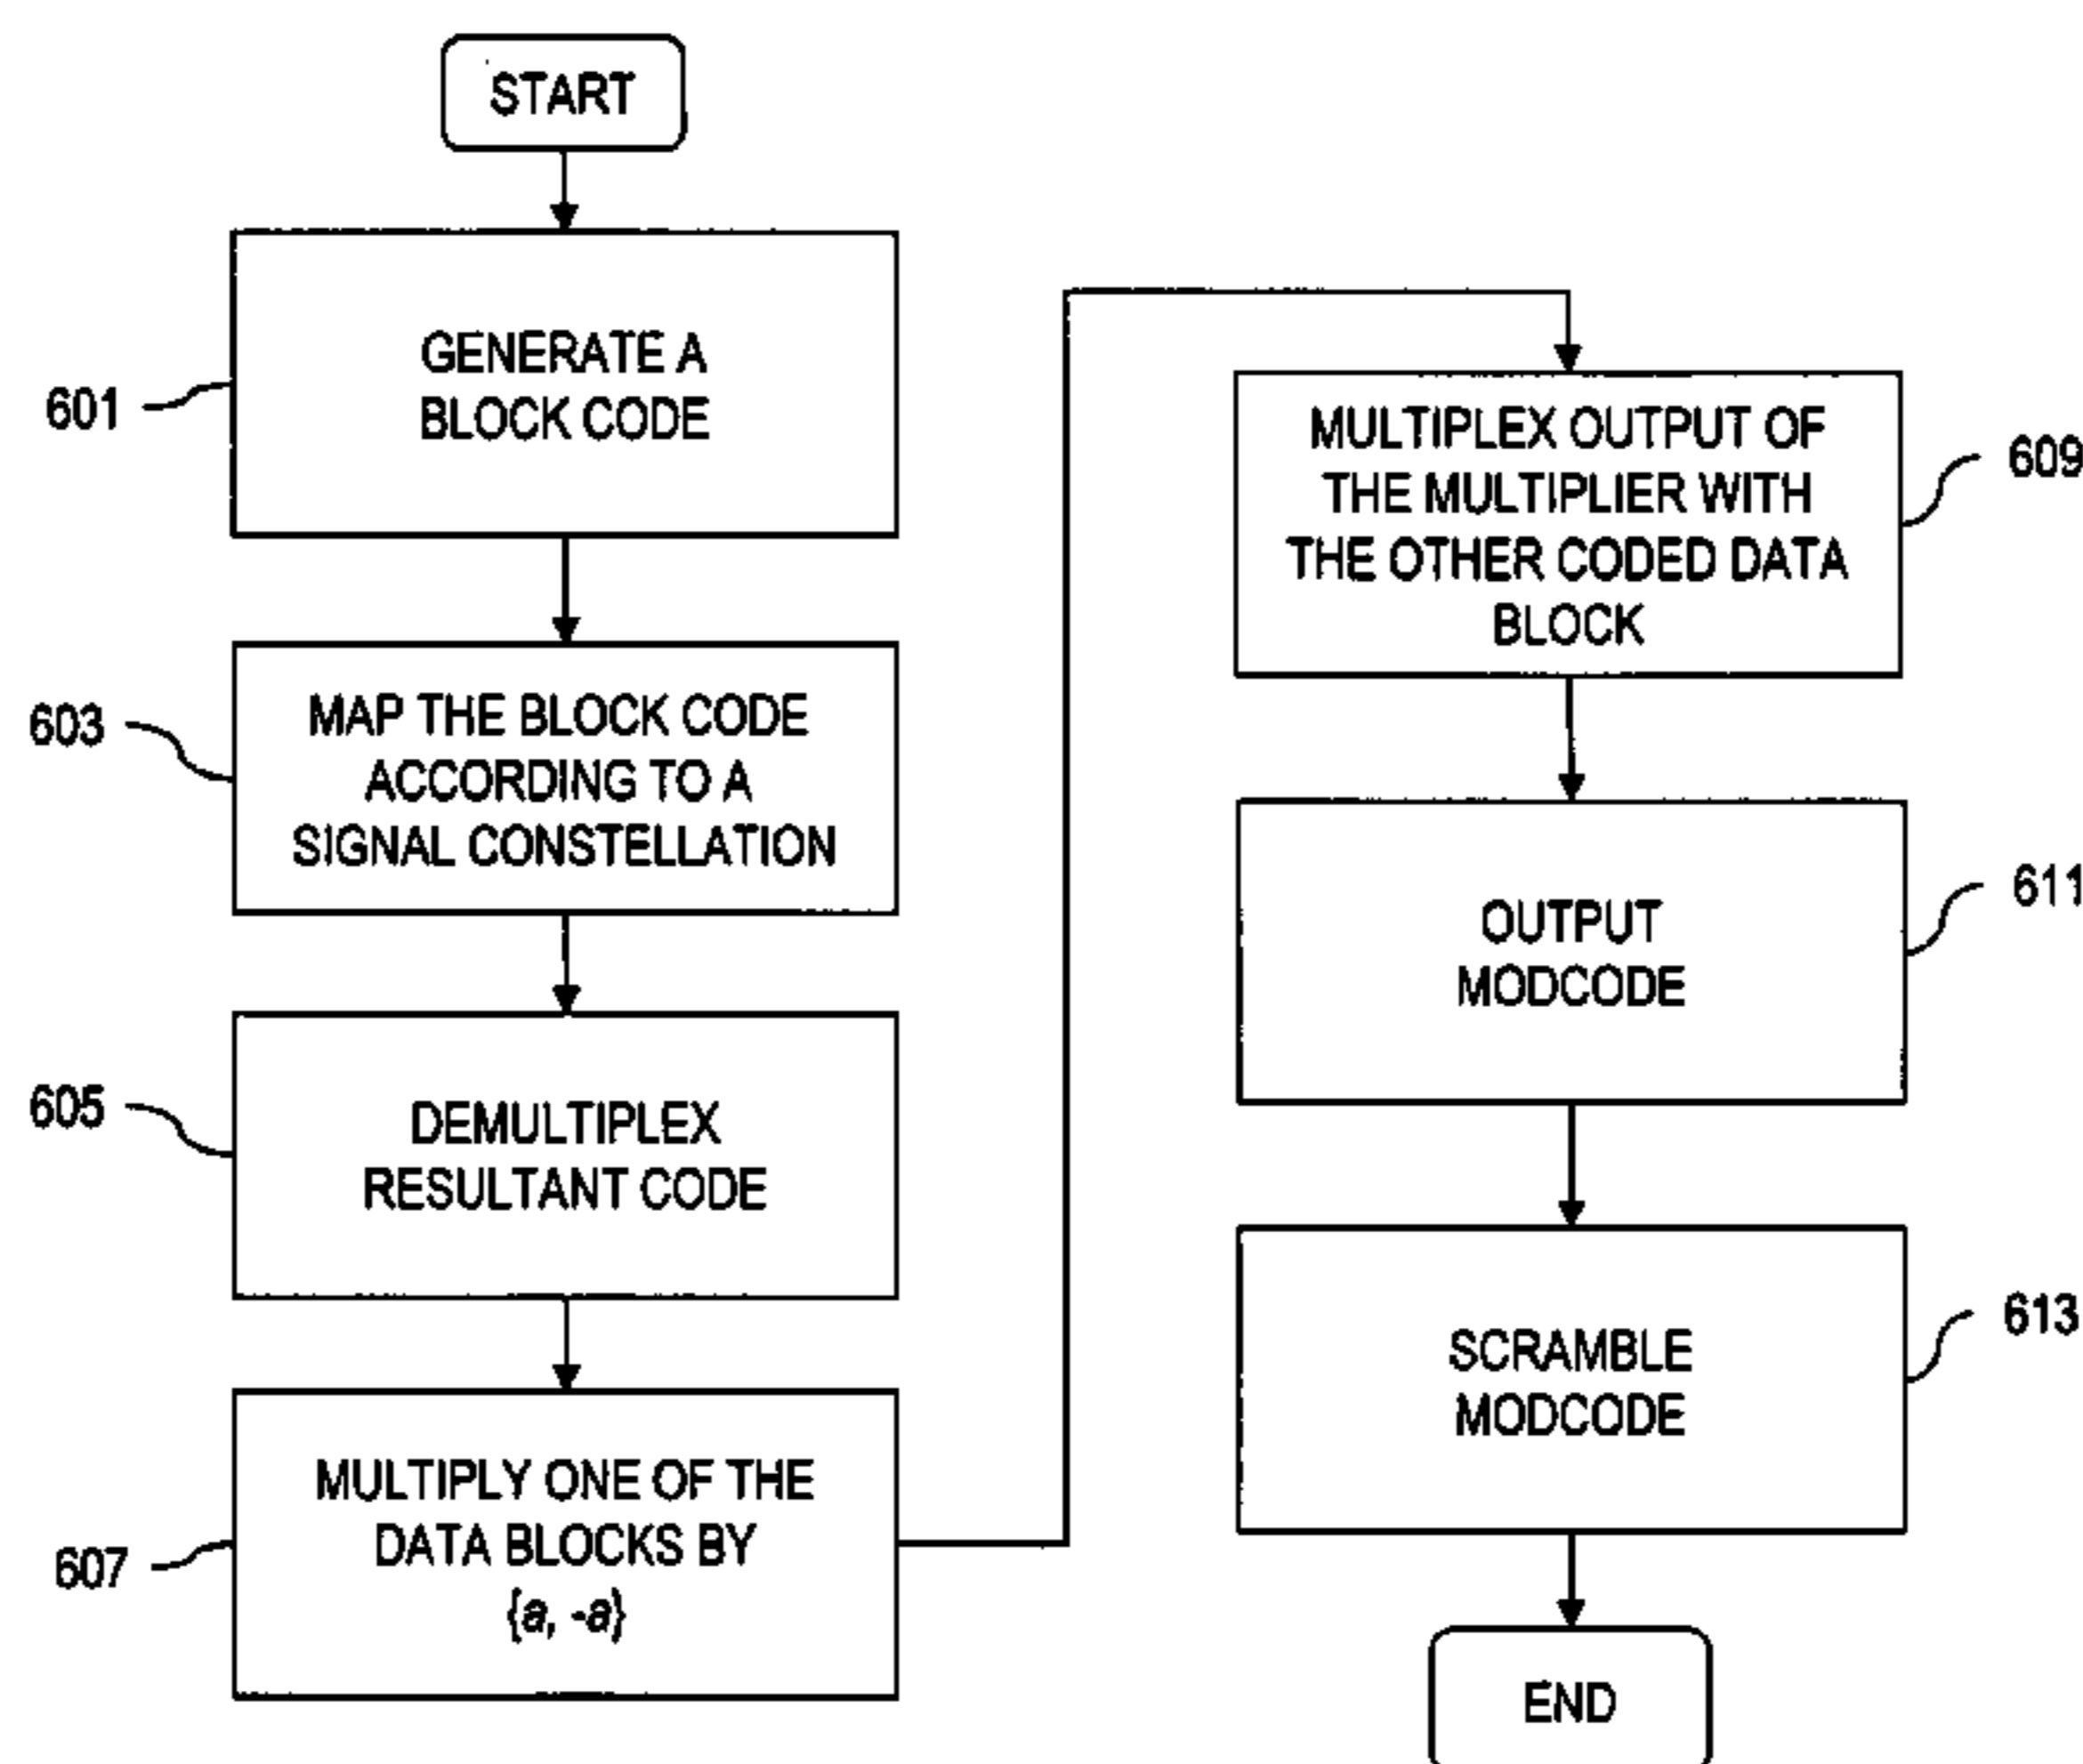 START
601
GENERATE A
BLOCK CODE
603
MAP THE BLOCK CODE
ACCORDING TO A
SIGNAL CONSTELLATION
605
DEMULTIPLEX
RESULTANT CODE
607
MULTIPLY ONE OF THE
DATA BLOCKS BY
{a, -a}
MULTIPLEX OUTPUT OF
THE MULTIPLIER WITH
THE OTHER CODED DATA
BLOCK
609
OUTPUT
MODCODE
611
SCRAMBLE
MODCODE
613
END